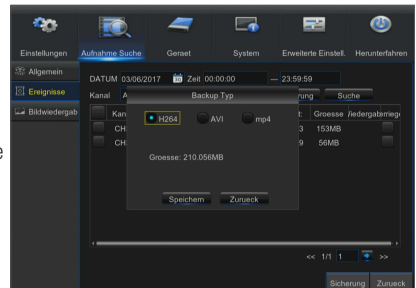 Einstellungen Aufnahme Suche Geraet System Erweiterte Einstell. Herunterfahren
Allgemein
Ereignisse
Bildwiedergab
DATUM 03/06/2017 Zeit 00:00:00 — 23:59:59
Kanal A rung Suche
Backup Typ
Kan t: Groesse
CH 3 153MB
CH 9 56MB
H264 AVI mp4
Groesse: 210.056MB
Speichern Zurueck
<< 1/1 1 >>
Sicherung Zurueck
e